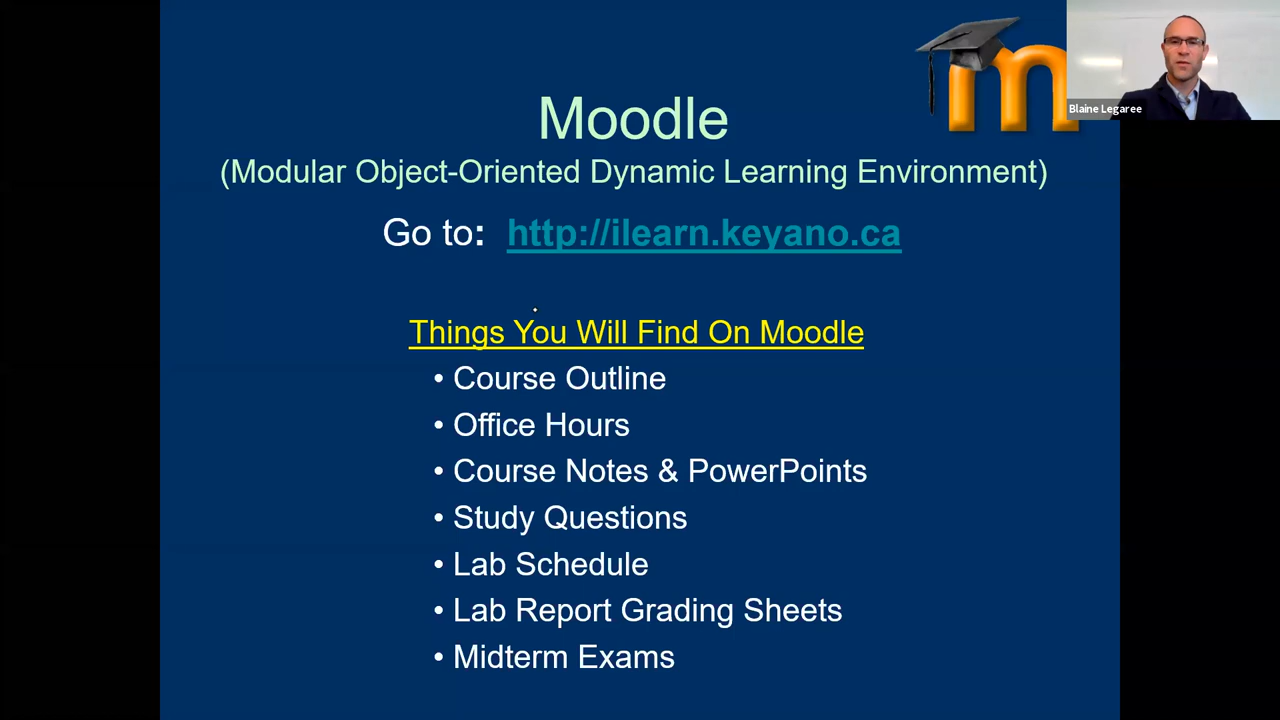 Moodle
(Modular Object-Oriented Dynamic Learning Environment)
Go to: http://ilearn.keyano.ca
Things You Will Find On Moodle
• Course Outline
• Office Hours
• Course Notes & PowerPoints
• Study Questions
• Lab Schedule
• Lab Report Grading Sheets
• Midterm Exams
m
Blaine Legaree